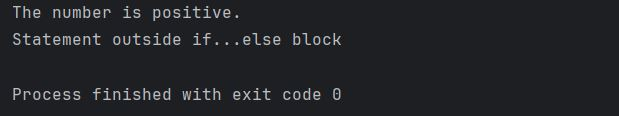 The number is positive.
Statement outside if...else block
Process finished with exit code 0